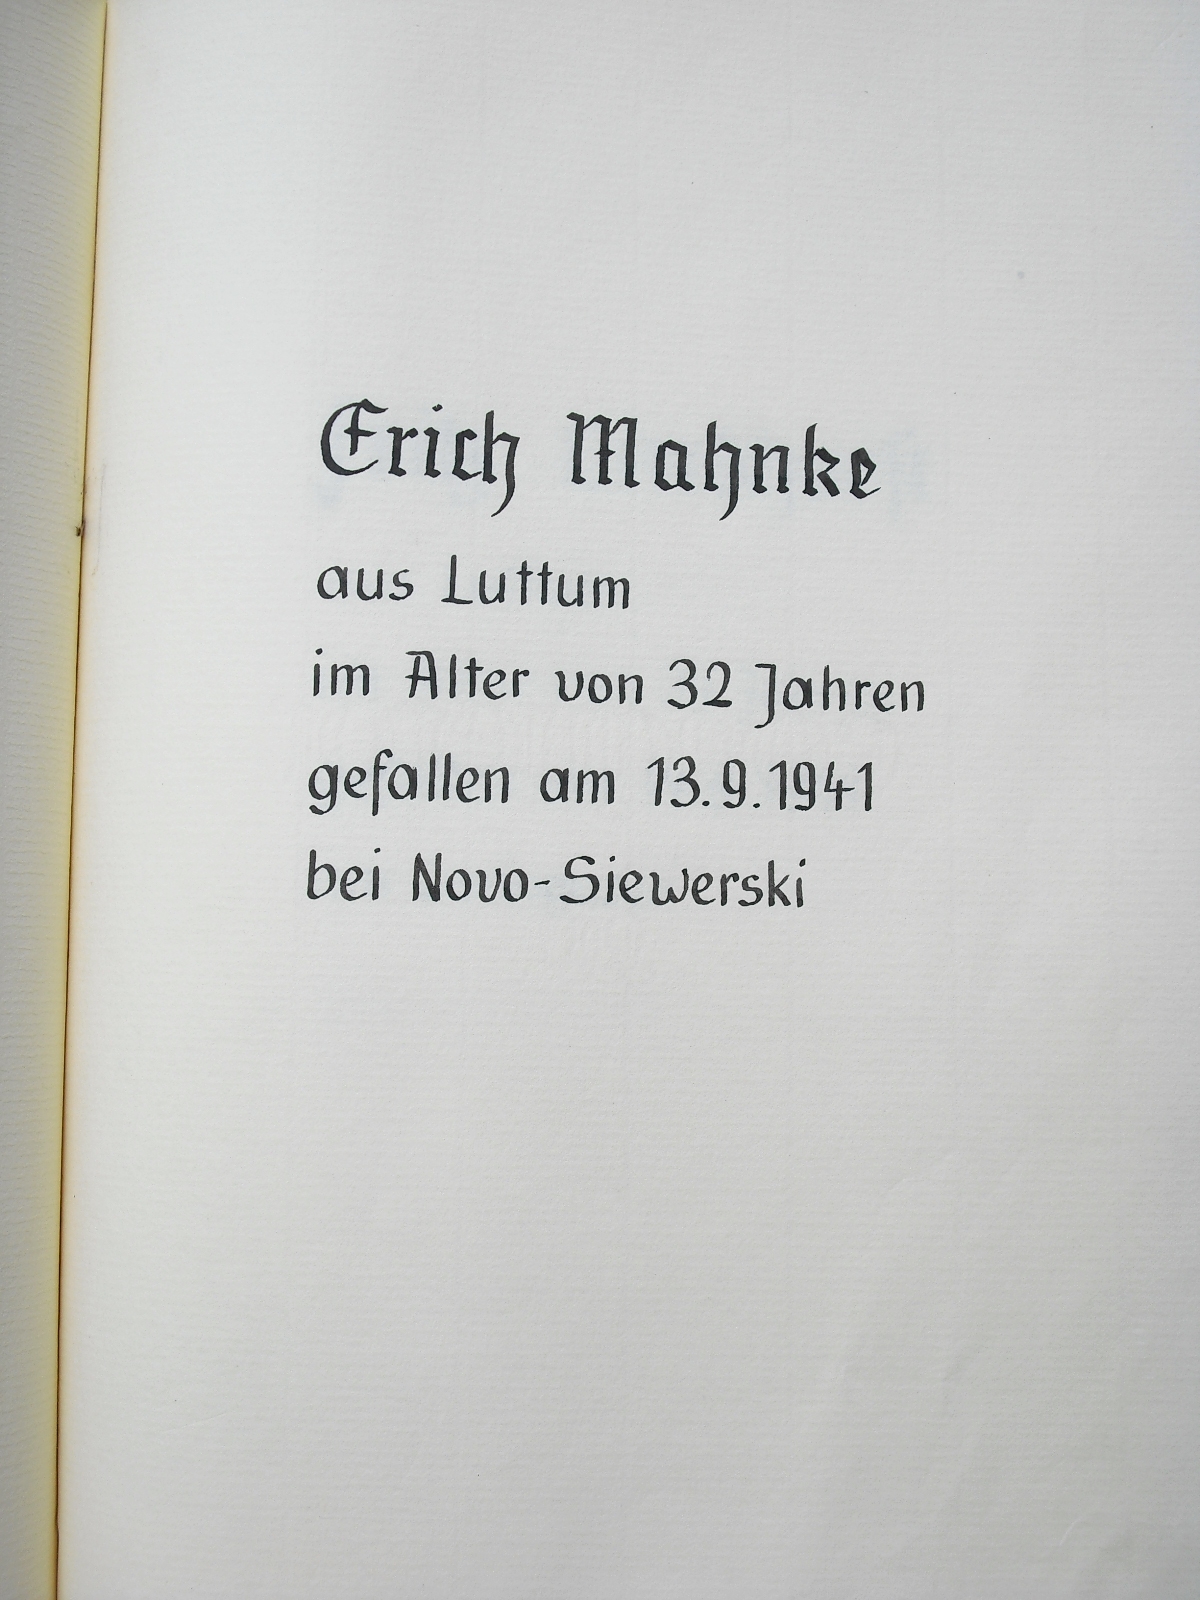 Erich Mahnke
aus Luttum
im Alter von 32 Jahren
gefallen am 13.9.1941
bei Novo-Siewerski